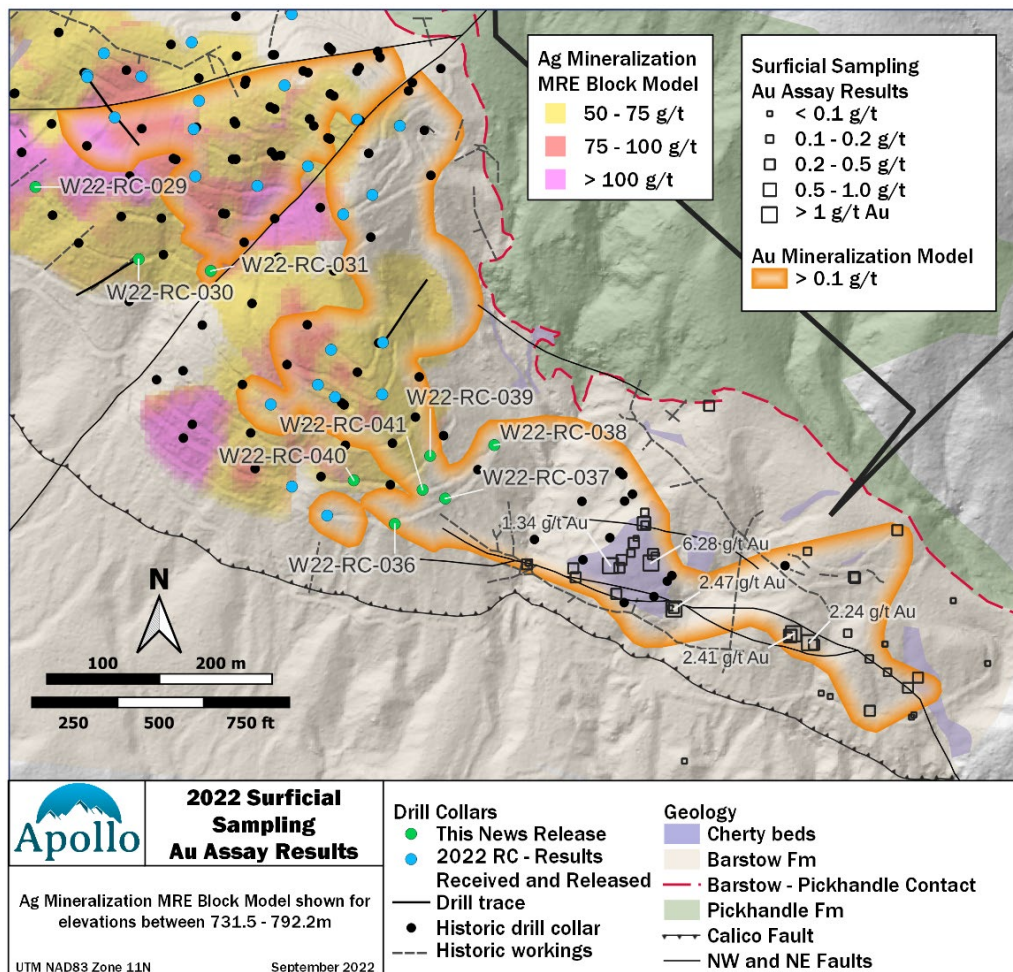 Ag Mineralization
MRE Block Model
50 - 75 g/t
75 - 100 g/t
> 100 g/t
Surficial Sampling
Au Assay Results
< 0.1 g/t
0.1 - 0.2 g/t
0.2 - 0.5 g/t
0.5 - 1.0 g/t
> 1 g/t Au
Au Mineralization Model
> 0.1 g/t
W22-RC-029
W22-RC-031
W22-RC-030
W22-RC-039
W22-RC-041
W22-RC-038
W22-RC-040
W22-RC-037
W22-RC-036
1.34 g/t Au
6.28 g/t Au
2.47 g/t Au
2.24 g/t Au
2.41 g/t Au
N
100 200 m
250 500 750 ft
Apollo
2022 Surficial
Sampling
Au Assay Results
Ag Mineralization MRE Block Model shown for
elevations between 731.5 - 792.2m
UTM NAD83 Zone 11N September 2022
Drill Collars
This News Release
2022 RC - Results
Received and Released
Drill trace
Historic drill collar
Historic workings
Geology
Cherty beds
Barstow Fm
Barstow - Pickhandle Contact
Pickhandle Fm
Calico Fault
NW and NE Faults